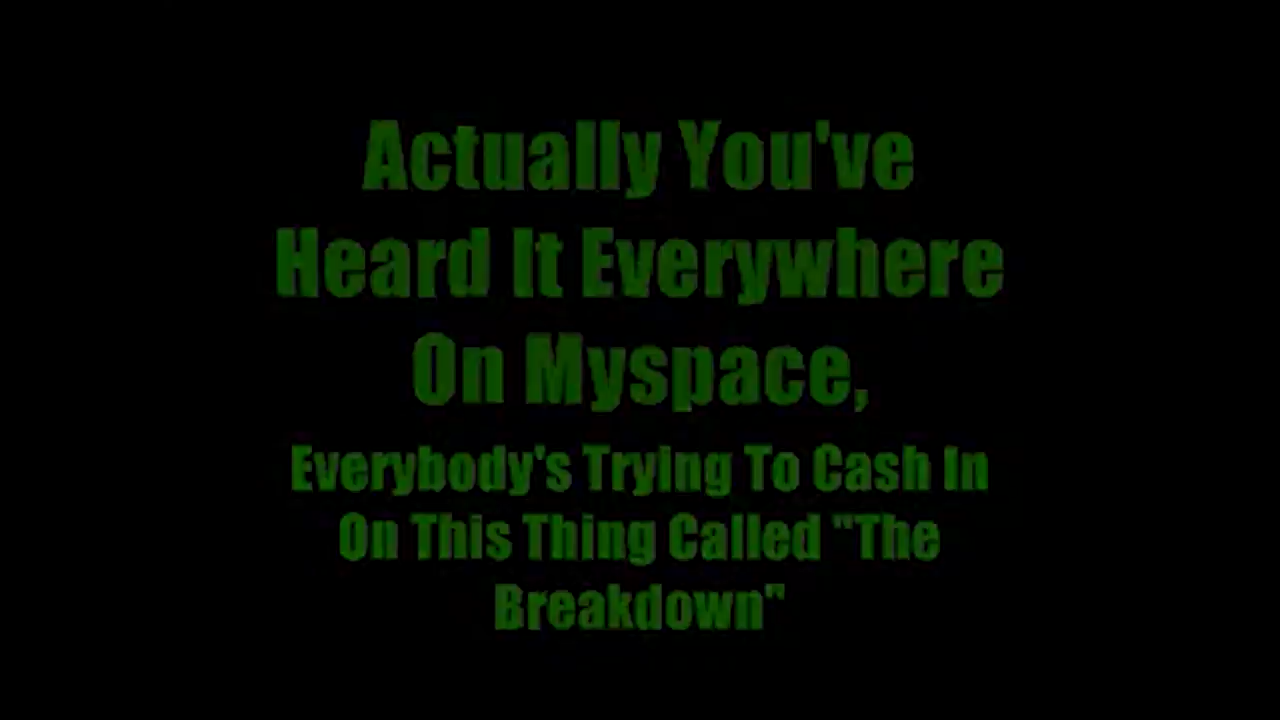 Actually You've
Heard It Everywhere
On Myspace,
Everybody's Trying To Cash In
On This Thing Called "The
Breakdown"